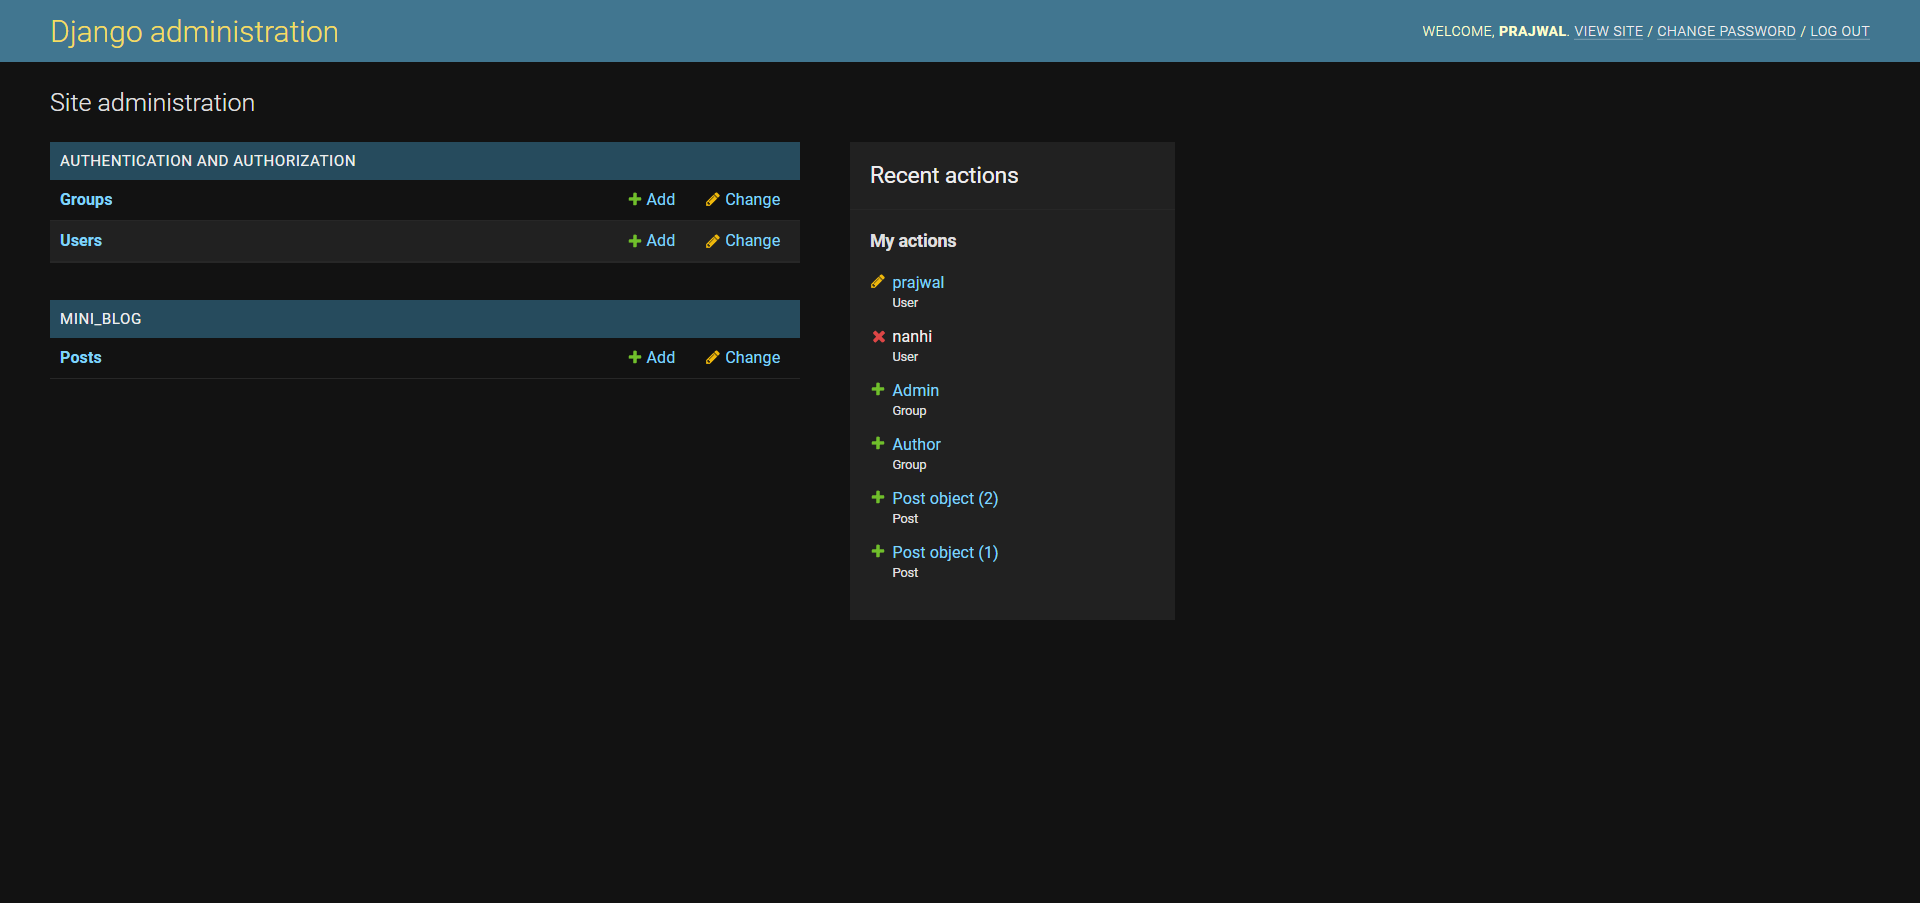 Django administration
WELCOME, PRAJWAL. VIEW SITE / CHANGE PASSWORD / LOG OUT
Site administration
AUTHENTICATION AND AUTHORIZATION
Groups Add Change
Users Add Change
MINI_BLOG
Posts Add Change
Recent actions
My actions
prajwal
User
nanhi
User
Admin
Group
Author
Group
Post object (2)
Post
Post object (1)
Post